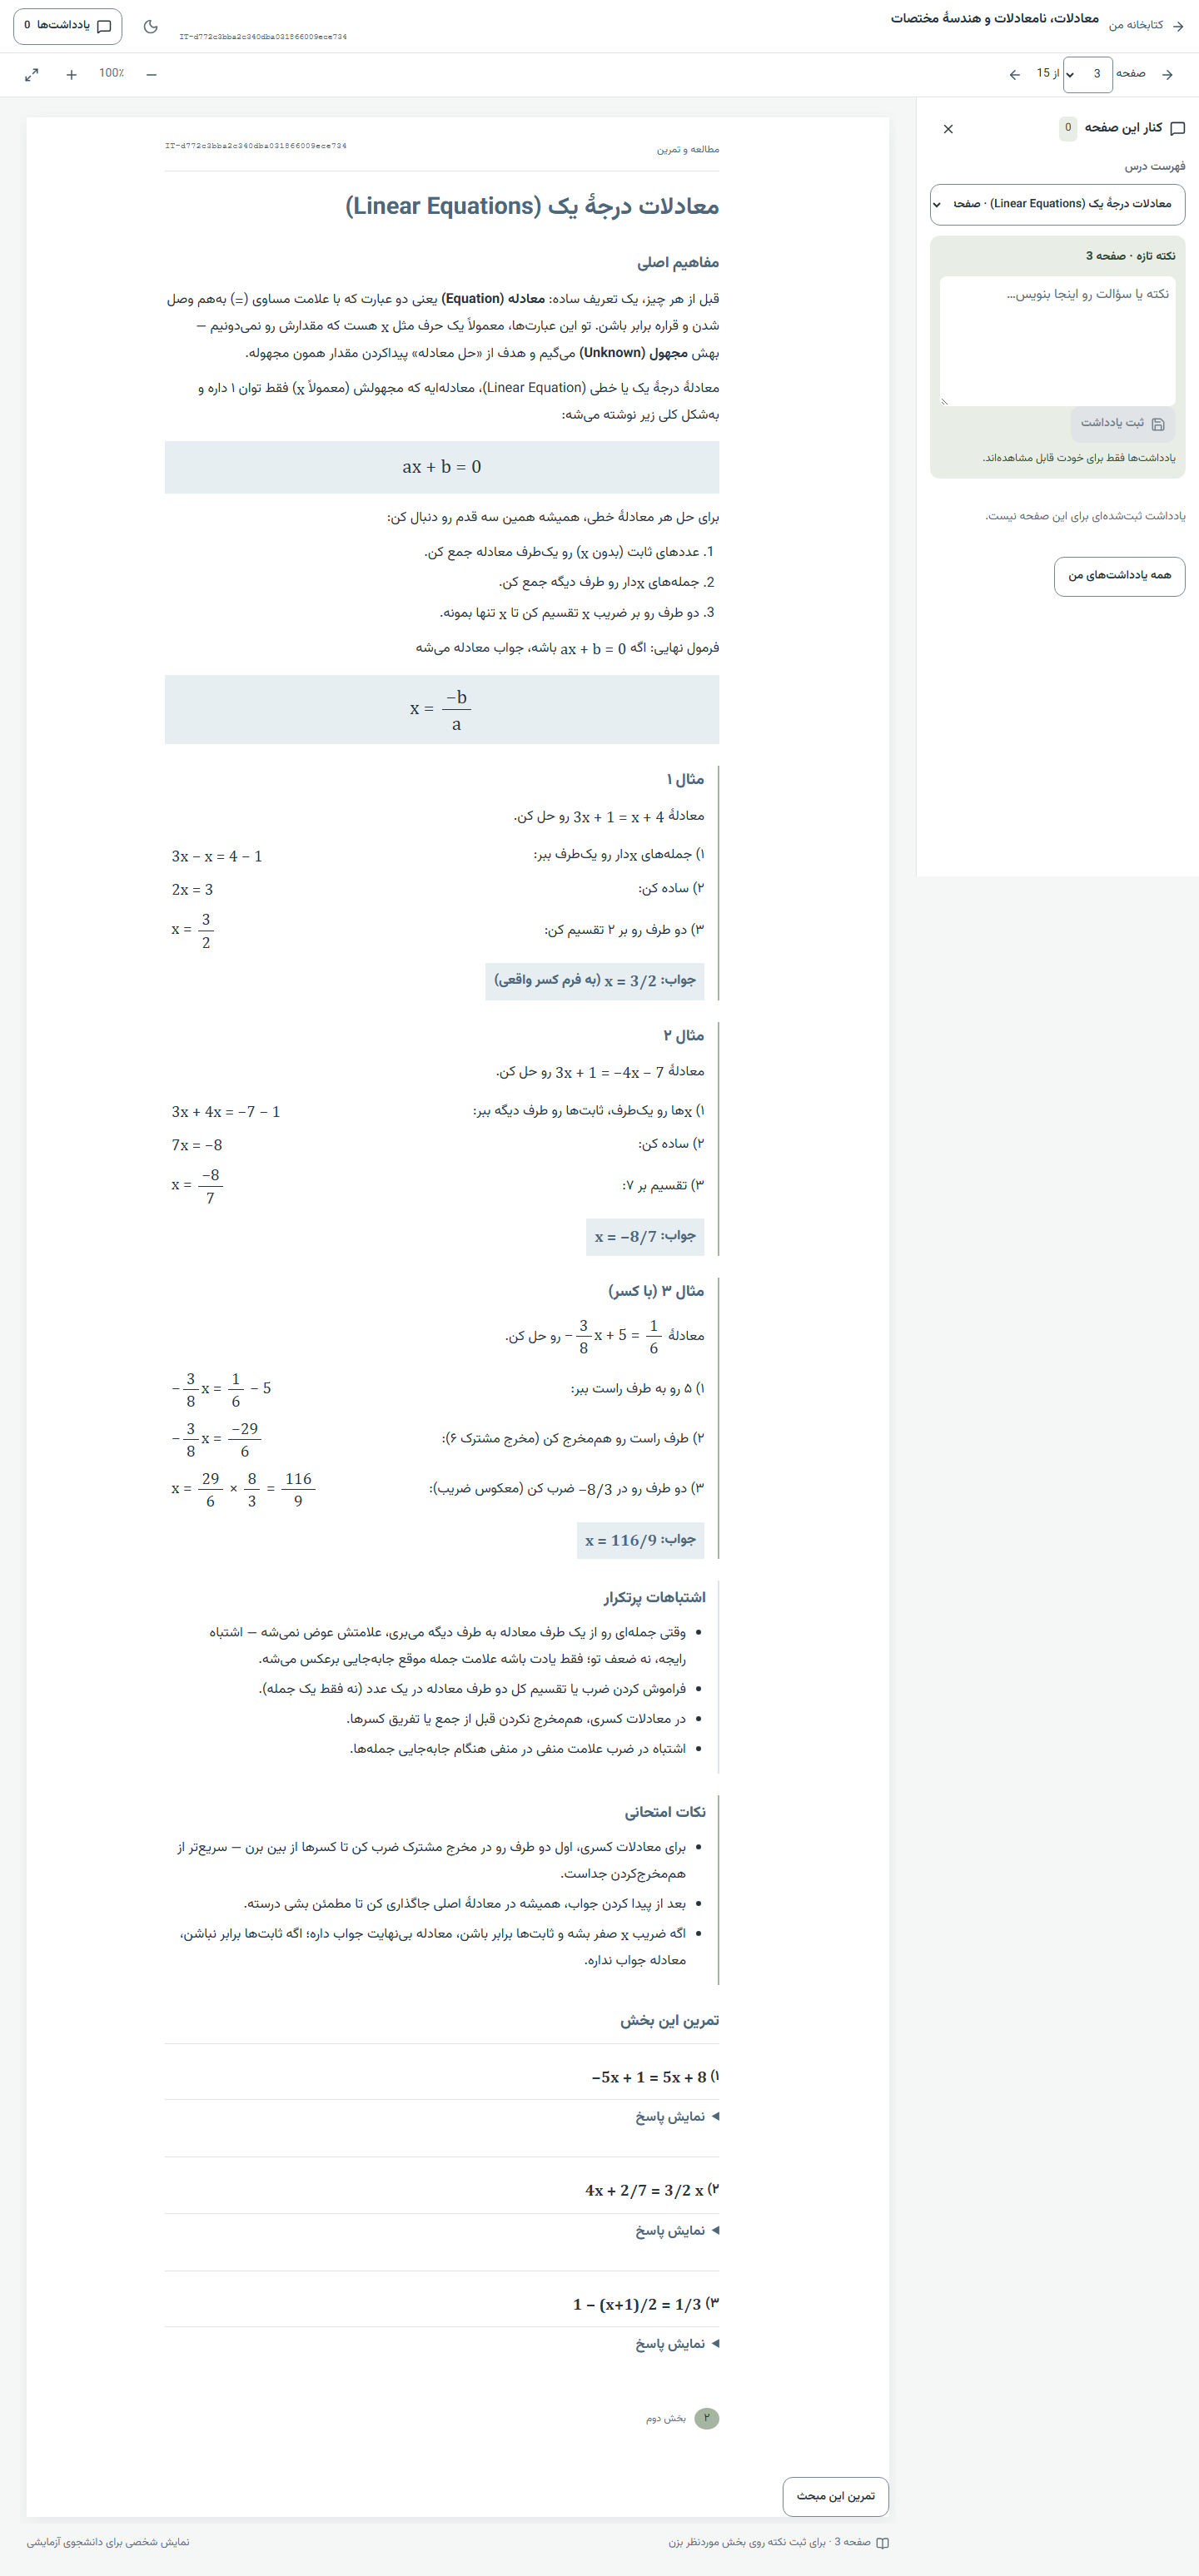 کتابخانه من
معادلات، نامعادلات و هندسهٔ مختصات
IT-d772c3bba2c340dba031866009ece734
یادداشت‌ها 0
صفحه 3 از 15
100٪
کنار این صفحه 0
فهرست درس
معادلات درجهٔ یک (Linear Equations) · صفحه
نکته تازه · صفحه 3
نکته یا سؤالت رو اینجا بنویس...
ثبت یادداشت
یادداشت‌ها فقط برای خودت قابل مشاهده‌اند.
یادداشت ثبت‌شده‌ای برای این صفحه نیست.
همه یادداشت‌های من
مطالعه و تمرین
IT-d772c3bba2c340dba031866009ece734
معادلات درجهٔ یک (Linear Equations)
مفاهیم اصلی
قبل از هر چیز، یک تعریف ساده: معادله (Equation) یعنی دو عبارت که با علامت مساوی (=) به‌هم وصل
شدن و قراره برابر باشن. تو این عبارت‌ها، معمولاً یک حرف مثل x هست که مقدارش رو نمی‌دونیم —
بهش مجهول (Unknown) می‌گیم و هدف از «حل معادله» پیداکردن مقدار همون مجهوله.
معادلهٔ درجهٔ یک یا خطی (Linear Equation)، معادله‌ایه که مجهولش (معمولاً x) فقط توان ۱ داره و
به‌شکل کلی زیر نوشته می‌شه:
ax + b = 0
برای حل هر معادلهٔ خطی، همیشه همین سه قدم رو دنبال کن:
1. عددهای ثابت (بدون x) رو یک‌طرف معادله جمع کن.
2. جمله‌های xدار رو طرف دیگه جمع کن.
3. دو طرف رو بر ضریب x تقسیم کن تا x تنها بمونه.
فرمول نهایی: اگه ax + b = 0 باشه، جواب معادله می‌شه
x = −b/a
مثال ۱
معادلهٔ 3x + 1 = x + 4 رو حل کن.
۱) جمله‌های xدار رو یک‌طرف ببر: 3x − x = 4 − 1
۲) ساده کن: 2x = 3
۳) دو طرف رو بر ۲ تقسیم کن: x = 3/2
جواب: x = 3/2 (به فرم کسر واقعی)
مثال ۲
معادلهٔ 3x + 1 = −4x − 7 رو حل کن.
۱) xها رو یک‌طرف، ثابت‌ها رو طرف دیگه ببر: 3x + 4x = −7 − 1
۲) ساده کن: 7x = −8
۳) تقسیم بر ۷: x = −8/7
جواب: x = −8/7
مثال ۳ (با کسر)
معادلهٔ −3/8 x + 5 = 1/6 رو حل کن.
۱) ۵ رو به طرف راست ببر: −3/8 x = 1/6 − 5
۲) طرف راست رو هم‌مخرج کن (مخرج مشترک ۶): −3/8 x = −29/6
۳) دو طرف رو در −8/3 ضرب کن (معکوس ضریب): x = 29/6 × 8/3 = 116/9
جواب: x = 116/9
اشتباهات پرتکرار
• وقتی جمله‌ای رو از یک طرف معادله به طرف دیگه می‌بری، علامتش عوض نمی‌شه — اشتباه
رایجه، نه ضعف تو؛ فقط یادت باشه علامت جمله موقع جابه‌جایی برعکس می‌شه.
• فراموش کردن ضرب یا تقسیم کل دو طرف معادله در یک عدد (نه فقط یک جمله).
• در معادلات کسری، هم‌مخرج نکردن قبل از جمع یا تفریق کسرها.
• اشتباه در ضرب علامت منفی در منفی هنگام جابه‌جایی جمله‌ها.
نکات امتحانی
• برای معادلات کسری، اول دو طرف رو در مخرج مشترک ضرب کن تا کسرها از بین برن — سریع‌تر از
هم‌مخرج‌کردن جداست.
• بعد از پیدا کردن جواب، همیشه در معادلهٔ اصلی جاگذاری کن تا مطمئن بشی درسته.
• اگه ضریب x صفر بشه و ثابت‌ها برابر باشن، معادله بی‌نهایت جواب داره؛ اگه ثابت‌ها برابر نباشن،
معادله جواب نداره.
تمرین این بخش
۱) −5x + 1 = 5x + 8
نمایش پاسخ
۲) 4x + 2/7 = 3/2 x
نمایش پاسخ
۳) 1 − (x+1)/2 = 1/3
نمایش پاسخ
۲ بخش دوم
تمرین این مبحث
صفحه 3 · برای ثبت نکته روی بخش موردنظر بزن
نمایش شخصی برای دانشجوی آزمایشی